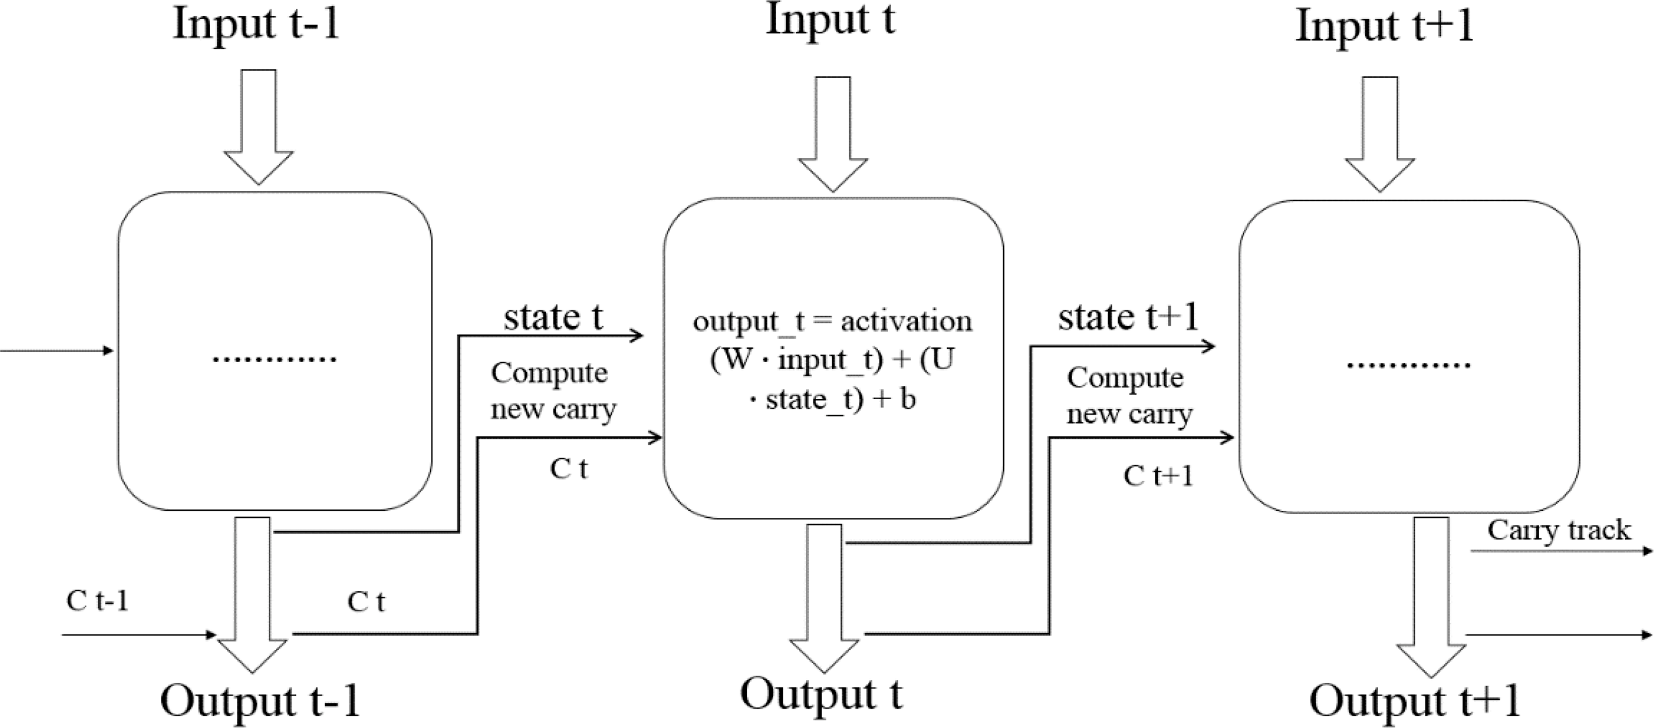 Input t-1
Input t
Input t+1
state t
Compute
new carry
C t
output_t = activation
(W · input_t) + (U
· state_t) + b
state t+1
Compute
new carry
C t+1
............
............
C t-1
C t
Carry track
Output t-1
Output t
Output t+1